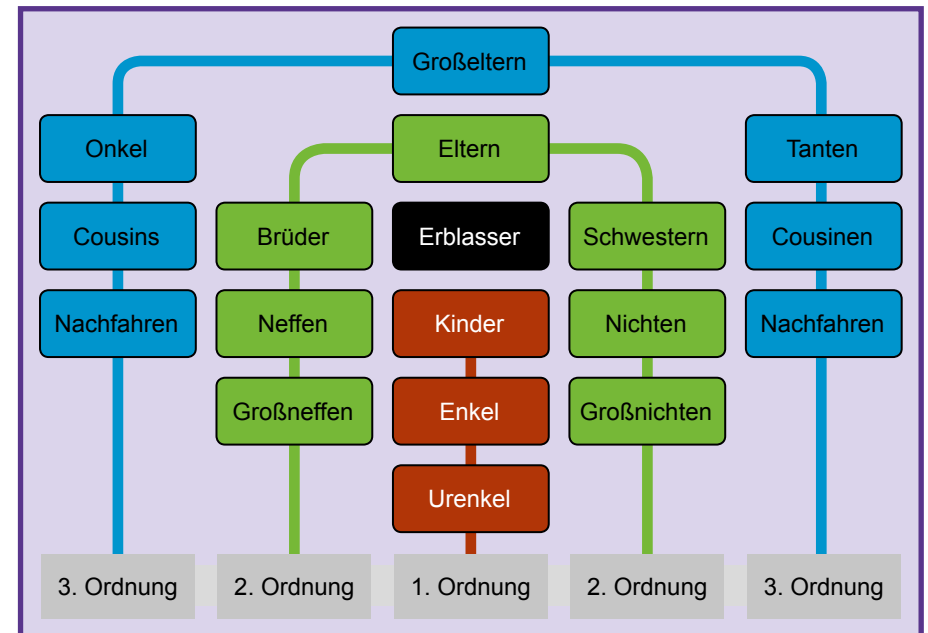 Großeltern
Onkel
Eltern
Tanten
Cousins
Brüder
Erblasser
Schwestern
Cousinen
Nachfahren
Neffen
Kinder
Nichten
Nachfahren
Großneffen
Enkel
Großnichten
Urenkel
3. Ordnung
2. Ordnung
1. Ordnung
2. Ordnung
3. Ordnung